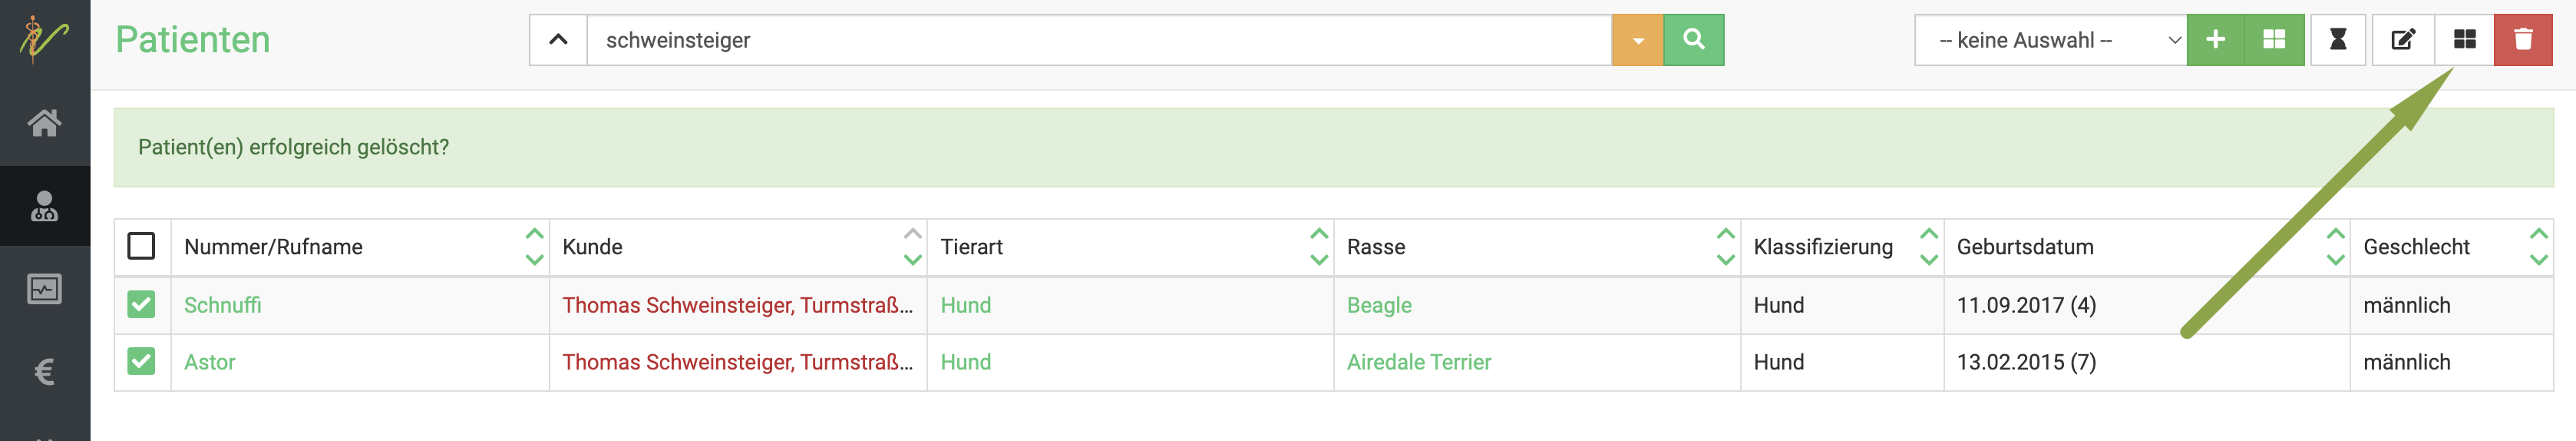 Patienten
schweinsteiger
-- keine Auswahl --
Patient(en) erfolgreich gelöscht?
Nummer/Rufname Kunde Tierart Rasse Klassifizierung Geburtsdatum Geschlecht
Schnuffi Thomas Schweinsteiger, Turmstraß... Hund Beagle Hund 11.09.2017 (4) männlich
Astor Thomas Schweinsteiger, Turmstraß... Hund Airedale Terrier Hund 13.02.2015 (7) männlich